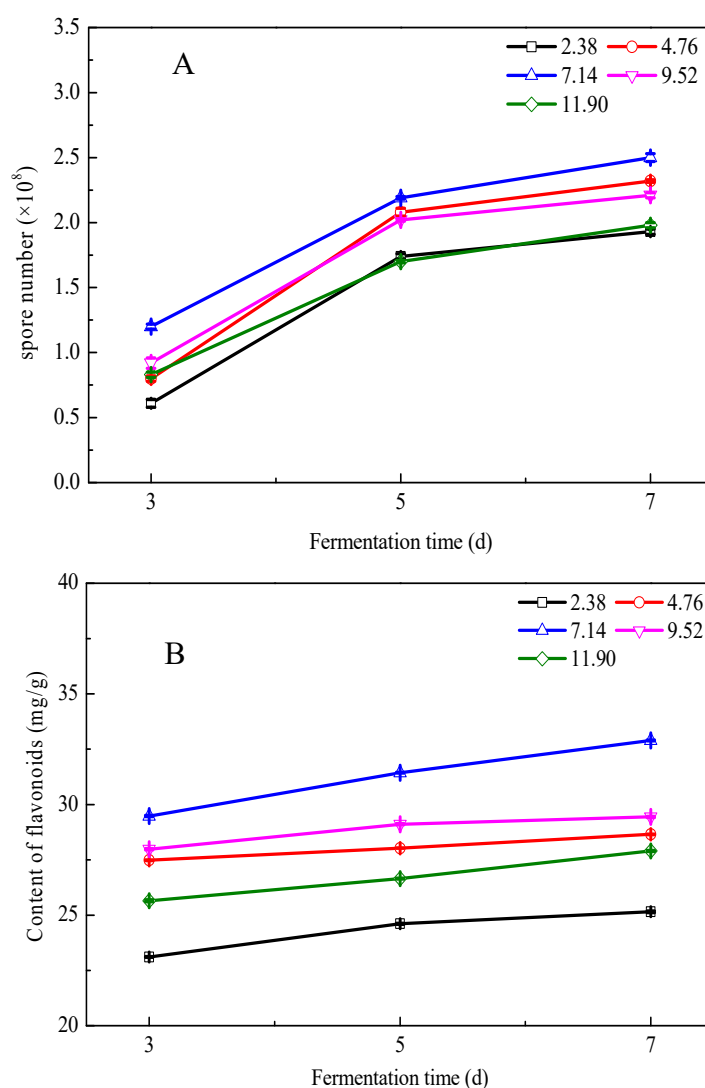 A
2.38 4.76
7.14 9.52
11.90
3.5
3.0
2.5
2.0
1.5
1.0
0.5
0.0
spore number (×10⁸)
3 5 7
Fermentation time (d)
B
2.38 4.76
7.14 9.52
11.90
40
35
30
25
20
Content of flavonoids (mg/g)
3 5 7
Fermentation time (d)